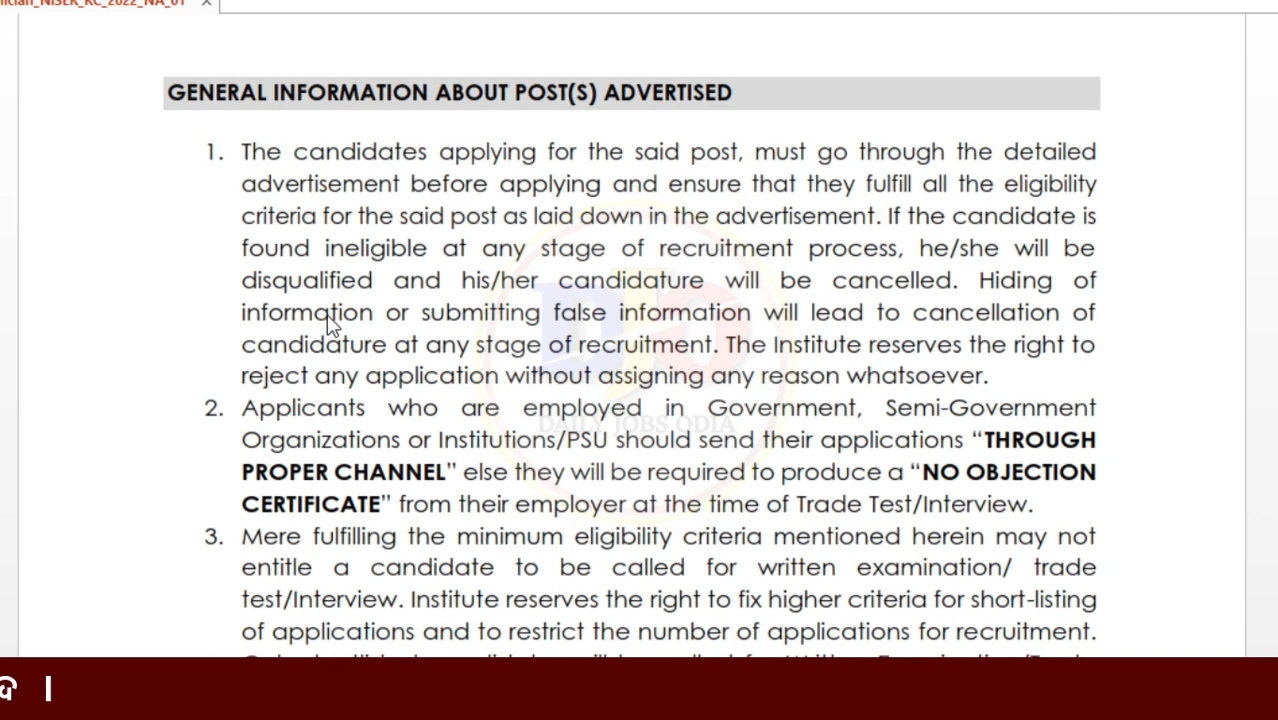 GENERAL INFORMATION ABOUT POST(S) ADVERTISED
1. The candidates applying for the said post, must go through the detailed
advertisement before applying and ensure that they fulfill all the eligibility
criteria for the said post as laid down in the advertisement. If the candidate is
found ineligible at any stage of recruitment process, he/she will be
disqualified and his/her candidature will be cancelled. Hiding of
information or submitting false information will lead to cancellation of
candidature at any stage of recruitment. The Institute reserves the right to
reject any application without assigning any reason whatsoever.
2. Applicants who are employed in Government, Semi-Government
DAILY JOBS ODIA
Organizations or Institutions/PSU should send their applications “THROUGH
PROPER CHANNEL” else they will be required to produce a “NO OBJECTION
CERTIFICATE” from their employer at the time of Trade Test/Interview.
3. Mere fulfilling the minimum eligibility criteria mentioned herein may not
entitle a candidate to be called for written examination/ trade
test/Interview. Institute reserves the right to fix higher criteria for short-listing
of applications and to restrict the number of applications for recruitment.